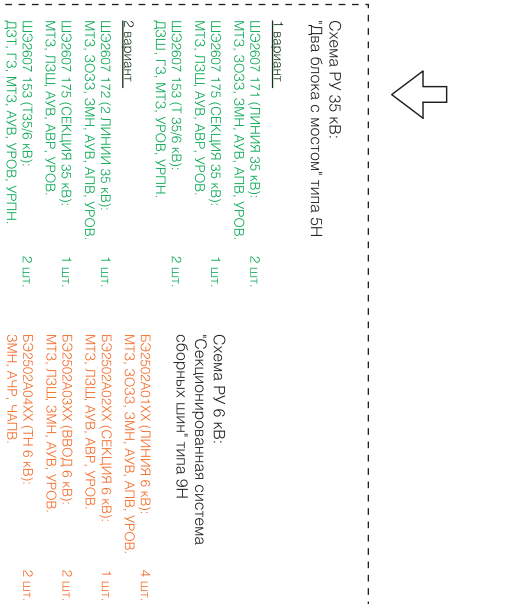 Схема РУ 35 кВ:
"Два блока с мостом" типа 5Н
1 вариант
ШЭ2607 171 (ЛИНИЯ 35 кВ): 2 шт.
МТЗ, ЗОЗЗ, ЗМН, АУВ, АПВ, УРОВ.
ШЭ2607 175 (СЕКЦИЯ 35 кВ): 1 шт.
МТЗ, ЛЗШ, АУВ, АВР, УРОВ.
ШЭ2607 153 (Т 35/6 кВ): 2 шт.
ДЗШ, ГЗ, МТЗ, УРОВ, УРПН.
2 вариант
ШЭ2607 172 (2 ЛИНИИ 35 кВ): 1 шт.
МТЗ, ЗОЗЗ, ЗМН, АУВ, АПВ, УРОВ.
ШЭ2607 175 (СЕКЦИЯ 35 кВ): 1 шт.
МТЗ, ЛЗШ, АУВ, АВР, УРОВ.
ШЭ2607 153 (Т35/6 кВ): 2 шт.
ДЗТ, ГЗ, МТЗ, АУВ, УРОВ, УРПН.
Схема РУ 6 кВ:
"Секционированная система
сборных шин" типа 9Н
БЭ2502А01ХХ (ЛИНИЯ 6 кВ): 4 шт.
МТЗ, ЗОЗЗ, ЗМН, АУВ, АПВ, УРОВ.
БЭ2502А02ХХ (СЕКЦИЯ 6 кВ): 1 шт.
МТЗ, ЛЗШ, АУВ, АВР, УРОВ.
БЭ2502А03ХХ (ВВОД 6 кВ): 2 шт.
МТЗ, ЛЗШ, ЗМН, АУВ, УРОВ.
БЭ2502А04ХХ (ТН 6 кВ): 2 шт.
ЗМН, АЧР, ЧАПВ.